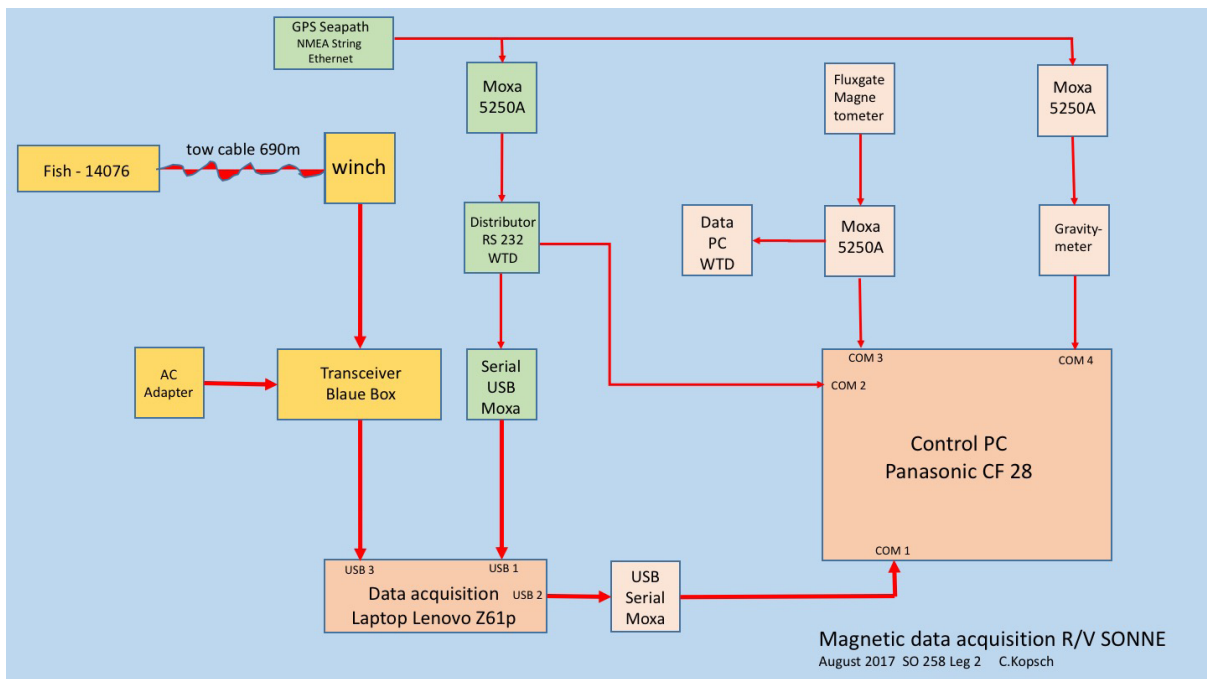 GPS Seapath
NMEA String
Ethernet
Moxa
5250A
Fluxgate
Magne
tometer
Moxa
5250A
tow cable 690m
Fish - 14076
winch
Distributor
RS 232
WTD
Data
PC
WTD
Moxa
5250A
Gravity-
meter
AC
Adapter
Transceiver
Blaue Box
Serial
USB
Moxa
COM 3
COM 4
COM 2
Control PC
Panasonic CF 28
COM 1
USB 3
USB 1
USB 2
Data acquisition
Laptop Lenovo Z61p
USB
Serial
Moxa
Magnetic data acquisition R/V SONNE
August 2017 SO 258 Leg 2 C.Kopsch